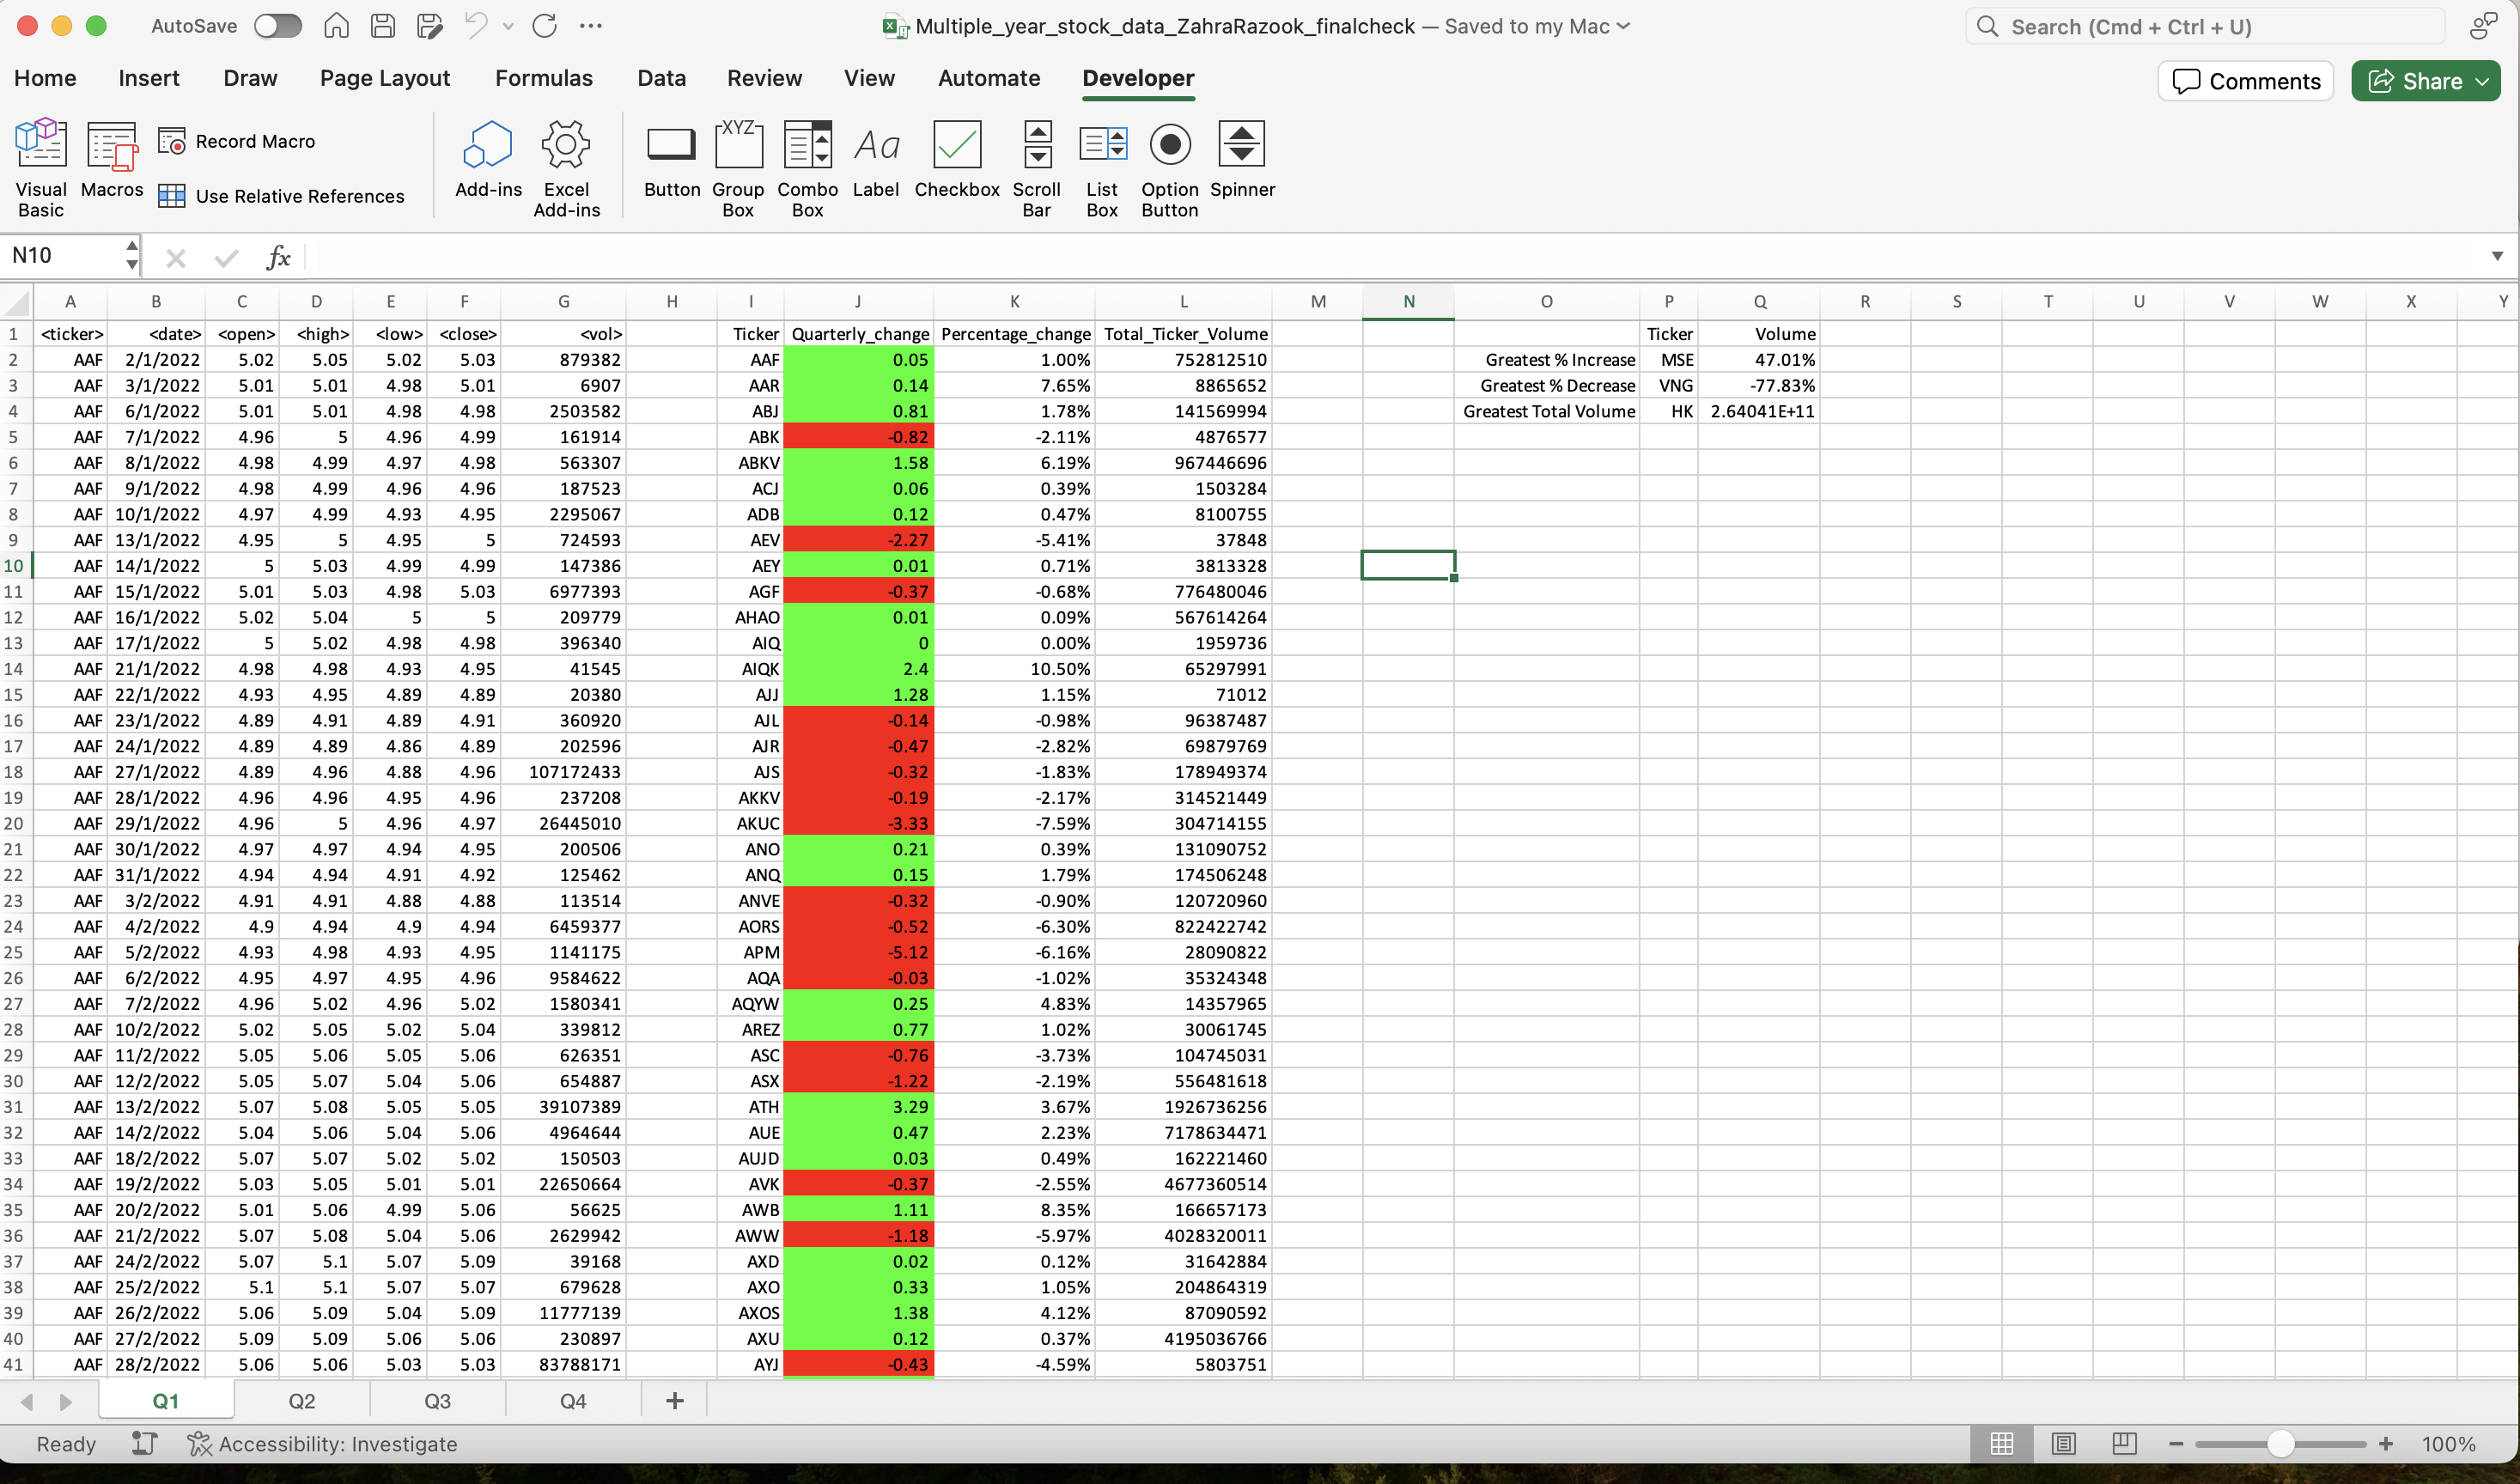 AutoSave
Multiple_year_stock_data_ZahraRazook_finalcheck — Saved to my Mac
Search (Cmd + Ctrl + U)
Home Insert Draw Page Layout Formulas Data Review View Automate Developer
Comments Share
Visual Basic Macros Record Macro Use Relative References Add-ins Excel Add-ins Button Group Box Combo Box Label Checkbox Scroll Bar List Box Option Button Spinner
XYZ Aa
N10 fx
A B C D E F G H I J K L M N O P Q R S T U V W X Y
1 <ticker> <date> <open> <high> <low> <close> <vol> Ticker Quarterly_change Percentage_change Total_Ticker_Volume Ticker Volume
2 AAF 2/1/2022 5.02 5.05 5.02 5.03 879382 AAF 0.05 1.00% 752812510 Greatest % Increase MSE 47.01%
3 AAF 3/1/2022 5.01 5.01 4.98 5.01 6907 AAR 0.14 7.65% 8865652 Greatest % Decrease VNG -77.83%
4 AAF 6/1/2022 5.01 5.01 4.98 4.98 2503582 ABJ 0.81 1.78% 141569994 Greatest Total Volume HK 2.64041E+11
5 AAF 7/1/2022 4.96 5 4.96 4.99 161914 ABK -0.82 -2.11% 4876577
6 AAF 8/1/2022 4.98 4.99 4.97 4.98 563307 ABKV 1.58 6.19% 967446696
7 AAF 9/1/2022 4.98 4.99 4.96 4.96 187523 ACJ 0.06 0.39% 1503284
8 AAF 10/1/2022 4.97 4.99 4.93 4.95 2295067 ADB 0.12 0.47% 8100755
9 AAF 13/1/2022 4.95 5 4.95 5 724593 AEV -2.27 -5.41% 37848
10 AAF 14/1/2022 5 5.03 4.99 4.99 147386 AEY 0.01 0.71% 3813328
11 AAF 15/1/2022 5.01 5.03 4.98 5.03 6977393 AGF -0.37 -0.68% 776480046
12 AAF 16/1/2022 5.02 5.04 5 5 209779 AHAO 0.01 0.09% 567614264
13 AAF 17/1/2022 5 5.02 4.98 4.98 396340 AIQ 0 0.00% 1959736
14 AAF 21/1/2022 4.98 4.98 4.93 4.95 41545 AIQK 2.4 10.50% 65297991
15 AAF 22/1/2022 4.93 4.95 4.89 4.89 20380 AJJ 1.28 1.15% 71012
16 AAF 23/1/2022 4.89 4.91 4.89 4.91 360920 AJL -0.14 -0.98% 96387487
17 AAF 24/1/2022 4.89 4.89 4.86 4.89 202596 AJR -0.47 -2.82% 69879769
18 AAF 27/1/2022 4.89 4.96 4.88 4.96 107172433 AJS -0.32 -1.83% 178949374
19 AAF 28/1/2022 4.96 4.96 4.95 4.96 237208 AKKV -0.19 -2.17% 314521449
20 AAF 29/1/2022 4.96 5 4.96 4.97 26445010 AKUC -3.33 -7.59% 304714155
21 AAF 30/1/2022 4.97 4.97 4.94 4.95 200506 ANO 0.21 0.39% 131090752
22 AAF 31/1/2022 4.94 4.94 4.91 4.92 125462 ANQ 0.15 1.79% 174506248
23 AAF 3/2/2022 4.91 4.91 4.88 4.88 113514 ANVE -0.32 -0.90% 120720960
24 AAF 4/2/2022 4.9 4.94 4.9 4.94 6459377 AORS -0.52 -6.30% 822422742
25 AAF 5/2/2022 4.93 4.98 4.93 4.95 1141175 APM -5.12 -6.16% 28090822
26 AAF 6/2/2022 4.95 4.97 4.95 4.96 9584622 AQA -0.03 -1.02% 35324348
27 AAF 7/2/2022 4.96 5.02 4.96 5.02 1580341 AQYW 0.25 4.83% 14357965
28 AAF 10/2/2022 5.02 5.05 5.02 5.04 339812 AREZ 0.77 1.02% 30061745
29 AAF 11/2/2022 5.05 5.06 5.05 5.06 626351 ASC -0.76 -3.73% 104745031
30 AAF 12/2/2022 5.05 5.07 5.04 5.06 654887 ASX -1.22 -2.19% 556481618
31 AAF 13/2/2022 5.07 5.08 5.05 5.05 39107389 ATH 3.29 3.67% 1926736256
32 AAF 14/2/2022 5.04 5.06 5.04 5.06 4964644 AUE 0.47 2.23% 7178634471
33 AAF 18/2/2022 5.07 5.07 5.02 5.02 150503 AUJD 0.03 0.49% 162221460
34 AAF 19/2/2022 5.03 5.05 5.01 5.01 22650664 AVK -0.37 -2.55% 4677360514
35 AAF 20/2/2022 5.01 5.06 4.99 5.06 56625 AWB 1.11 8.35% 166657173
36 AAF 21/2/2022 5.07 5.08 5.04 5.06 2629942 AWW -1.18 -5.97% 4028320011
37 AAF 24/2/2022 5.07 5.1 5.07 5.09 39168 AXD 0.02 0.12% 31642884
38 AAF 25/2/2022 5.1 5.1 5.07 5.07 679628 AXO 0.33 1.05% 204864319
39 AAF 26/2/2022 5.06 5.09 5.04 5.09 11777139 AXOS 1.38 4.12% 87090592
40 AAF 27/2/2022 5.09 5.09 5.06 5.06 230897 AXU 0.12 0.37% 4195036766
41 AAF 28/2/2022 5.06 5.06 5.03 5.03 83788171 AYJ -0.43 -4.59% 5803751
Q1 Q2 Q3 Q4 +
Ready Accessibility: Investigate 100%